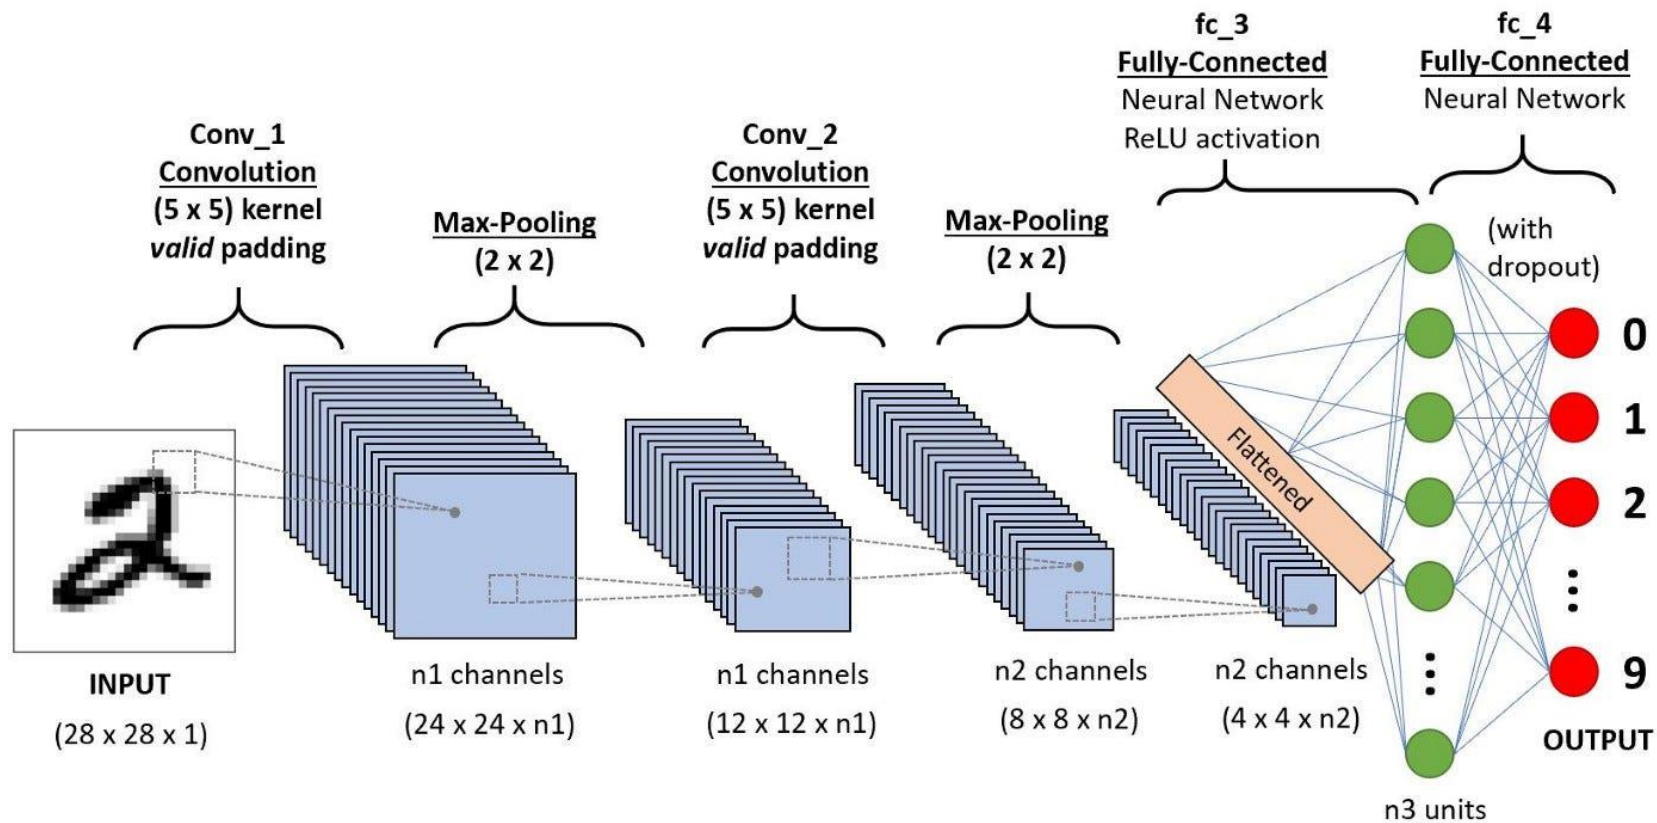 Conv_1
Convolution
(5 x 5) kernel
valid padding
Max-Pooling
(2 x 2)
Conv_2
Convolution
(5 x 5) kernel
valid padding
Max-Pooling
(2 x 2)
fc_3
Fully-Connected
Neural Network
ReLU activation
fc_4
Fully-Connected
Neural Network
(with
dropout)
2
Flattened
0
1
2
9
OUTPUT
INPUT
(28 x 28 x 1)
n1 channels
(24 x 24 x n1)
n1 channels
(12 x 12 x n1)
n2 channels
(8 x 8 x n2)
n2 channels
(4 x 4 x n2)
n3 units